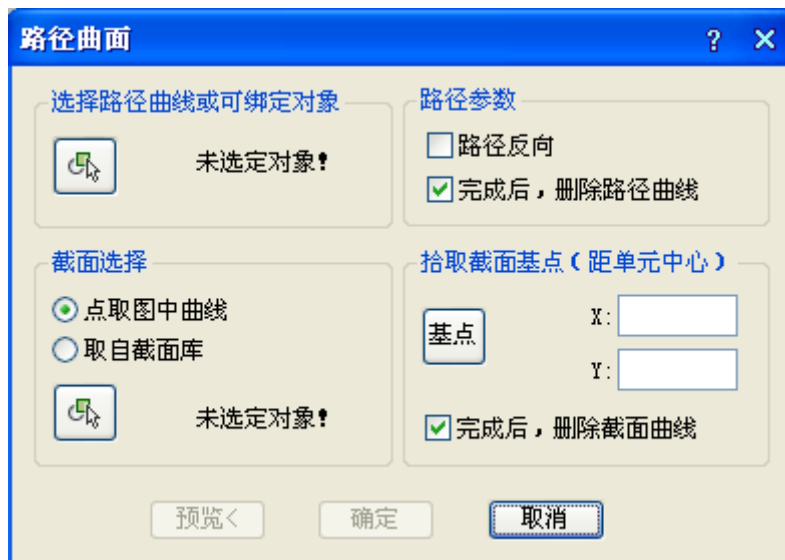 路径曲面
选择路径曲线或可绑定对象
未选定对象!
路径参数
路径反向
完成后，删除路径曲线
截面选择
点取图中曲线
取自截面库
未选定对象!
拾取截面基点(距单元中心)
基点
X:
Y:
完成后，删除截面曲线
预览<
确定
取消